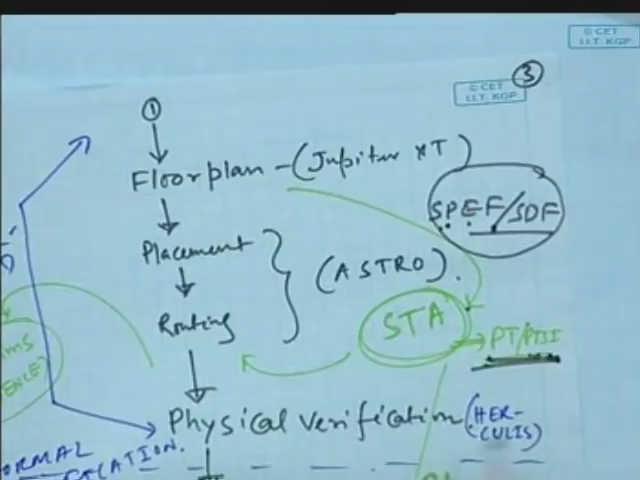 © CET
I.I.T. KGP
© CET
I.I.T. KGP
3
1
Floorplan - (Jupiter XT)
SPEF/SDF
Placement
(ASTRO).
Routing
STA
PT/PTSI
ENCE)
Physical verification (HER-
CULIS)
ORMAL